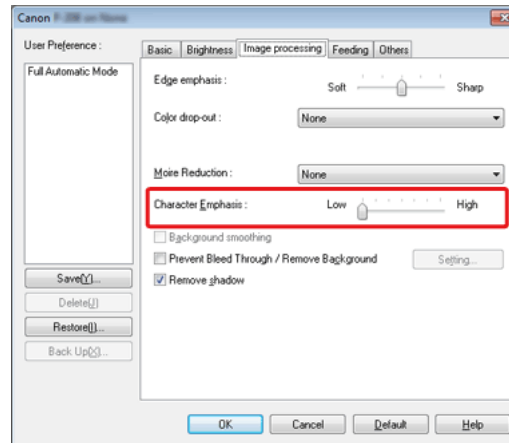 Canon
User Preference :
Full Automatic Mode
Save(Y)...
Delete(J)
Restore(I)...
Basic Brightness Image processing Feeding Others
Edge emphasis : Soft Sharp
Color drop-out : None
Moire Reduction : None
Character Emphasis : Low High
Background smoothing
Prevent Bleed Through / Remove Background Setting...
Remove shadow
OK Cancel Default Help